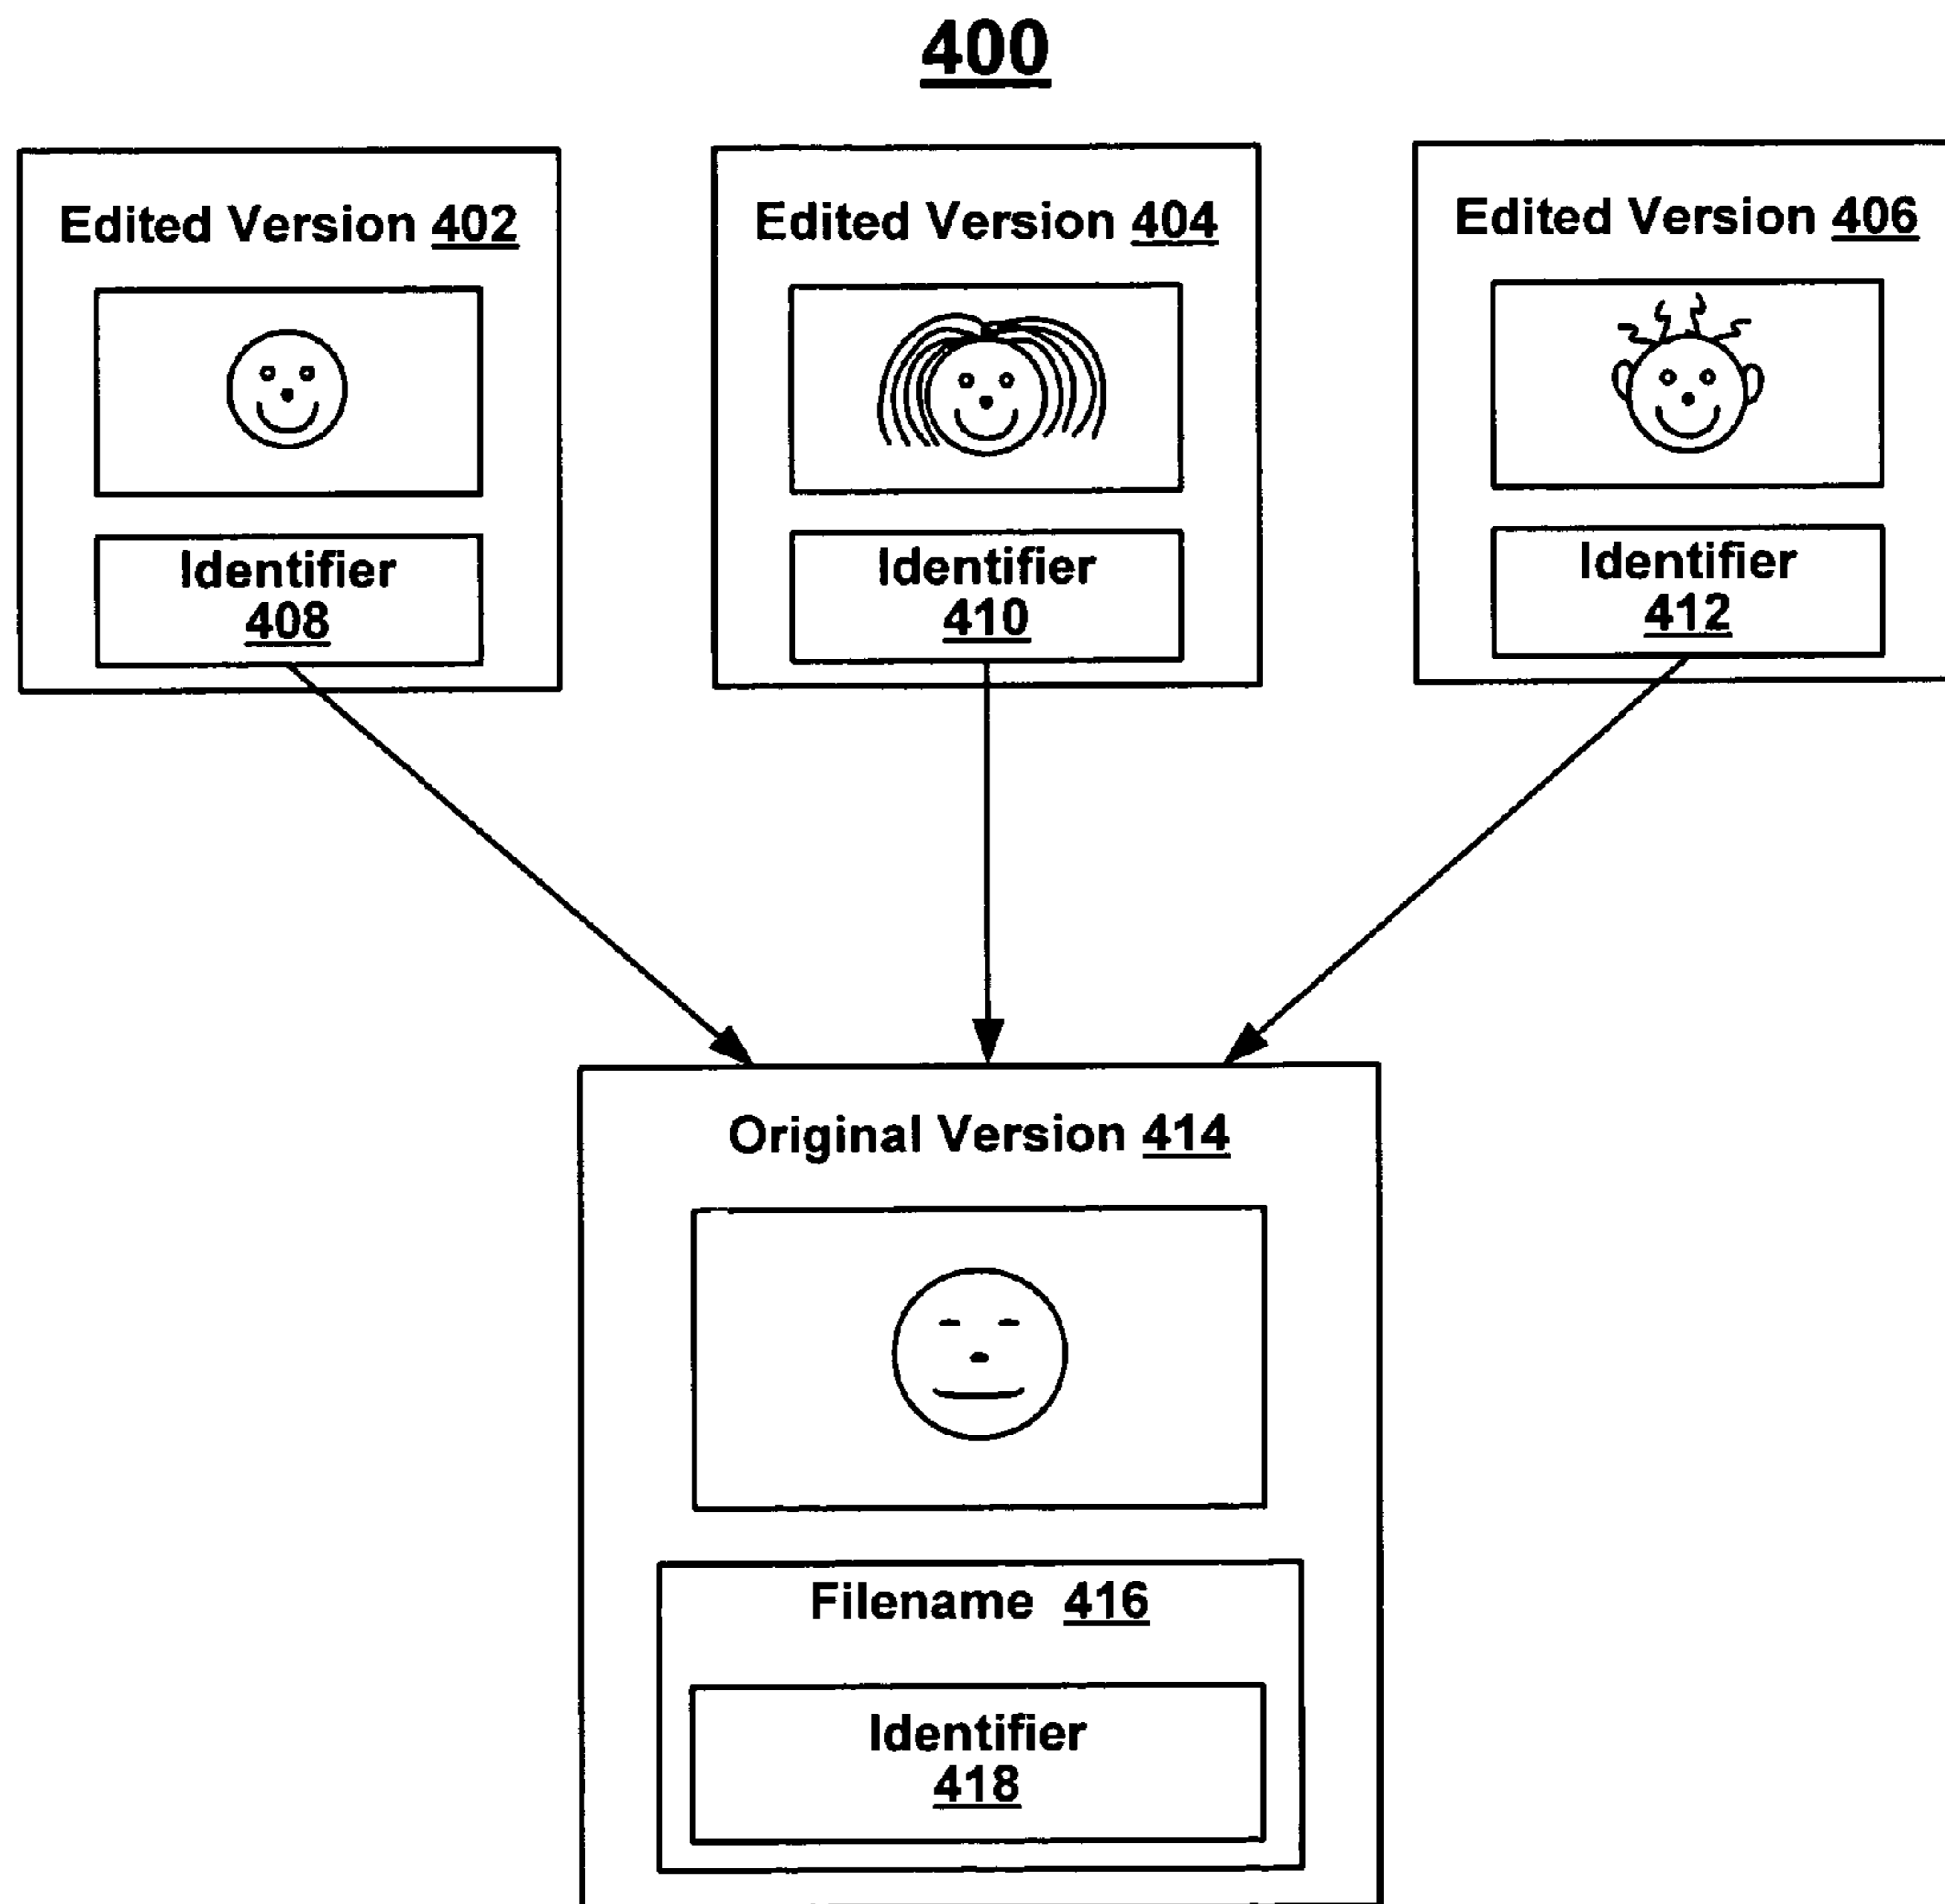 400
Edited Version 402
Identifier
408
Edited Version 404
Identifier
410
Edited Version 406
Identifier
412
Original Version 414
Filename 416
Identifier
418